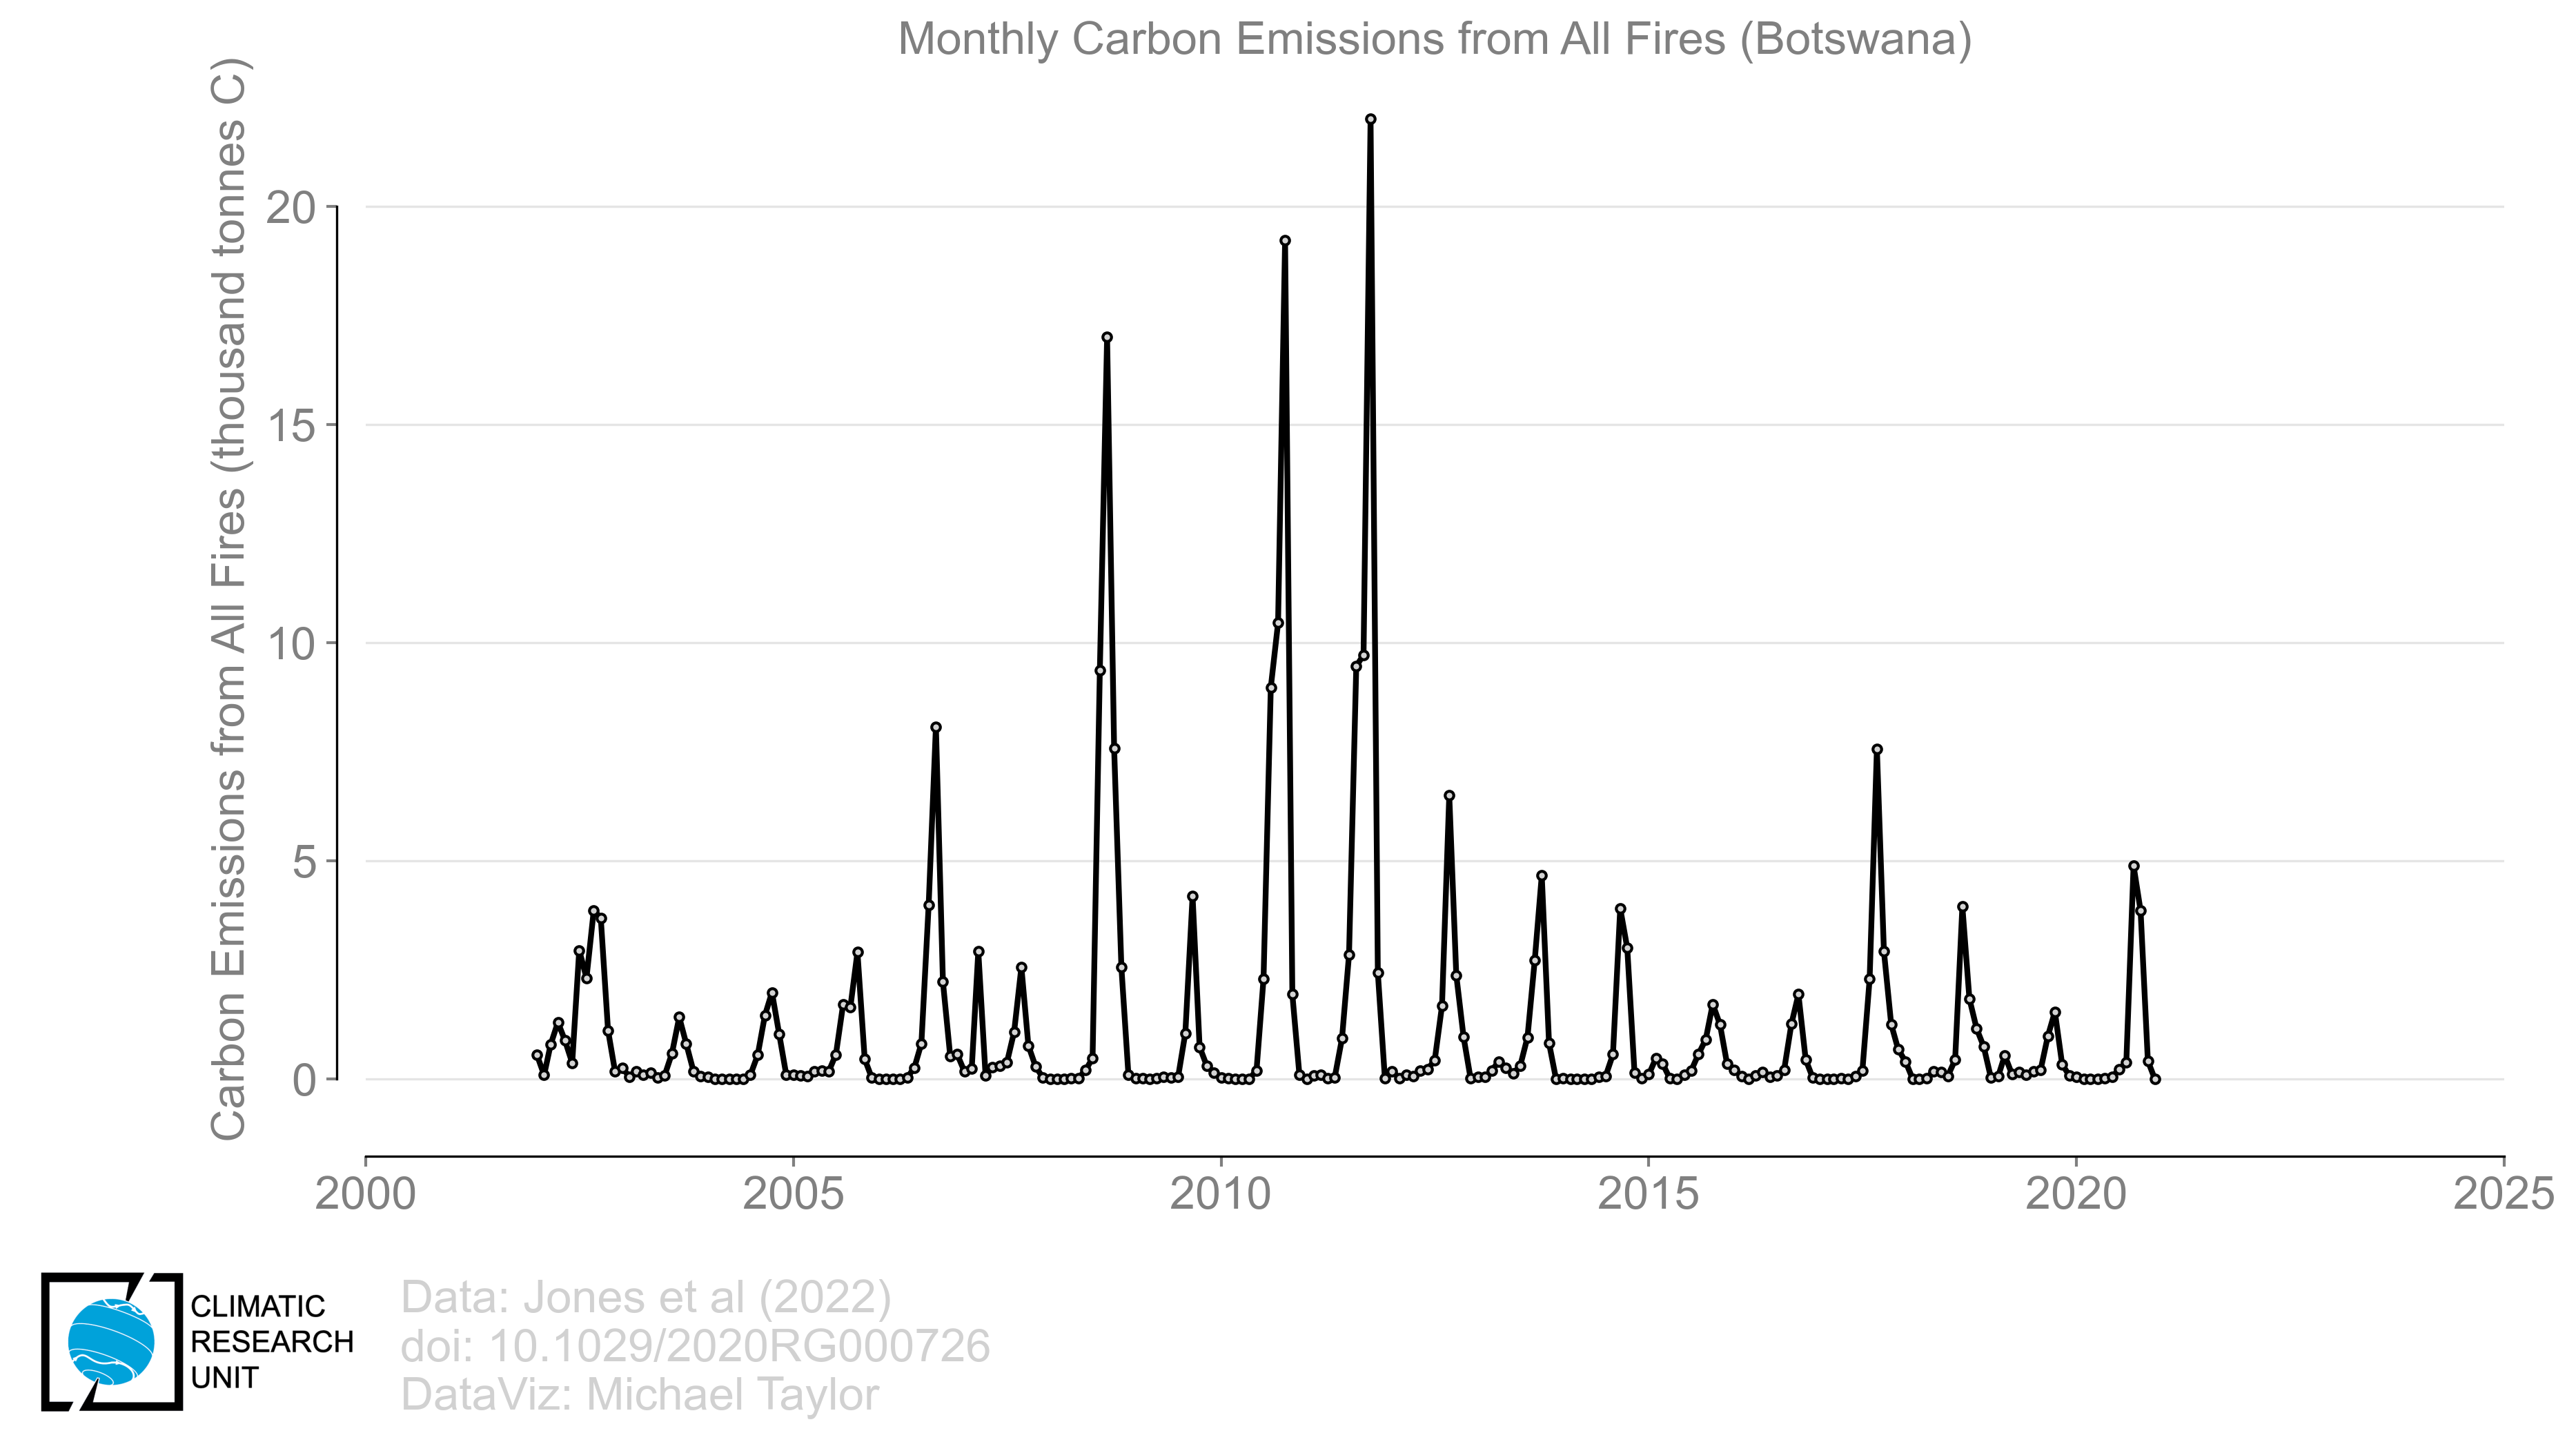 Monthly Carbon Emissions from All Fires (Botswana)
Carbon Emissions from All Fires (thousand tonnes C)
20
15
10
5
0
2000
2005
2010
2015
2020
2025
CLIMATIC
RESEARCH
UNIT
Data: Jones et al (2022)
doi: 10.1029/2020RG000726
DataViz: Michael Taylor